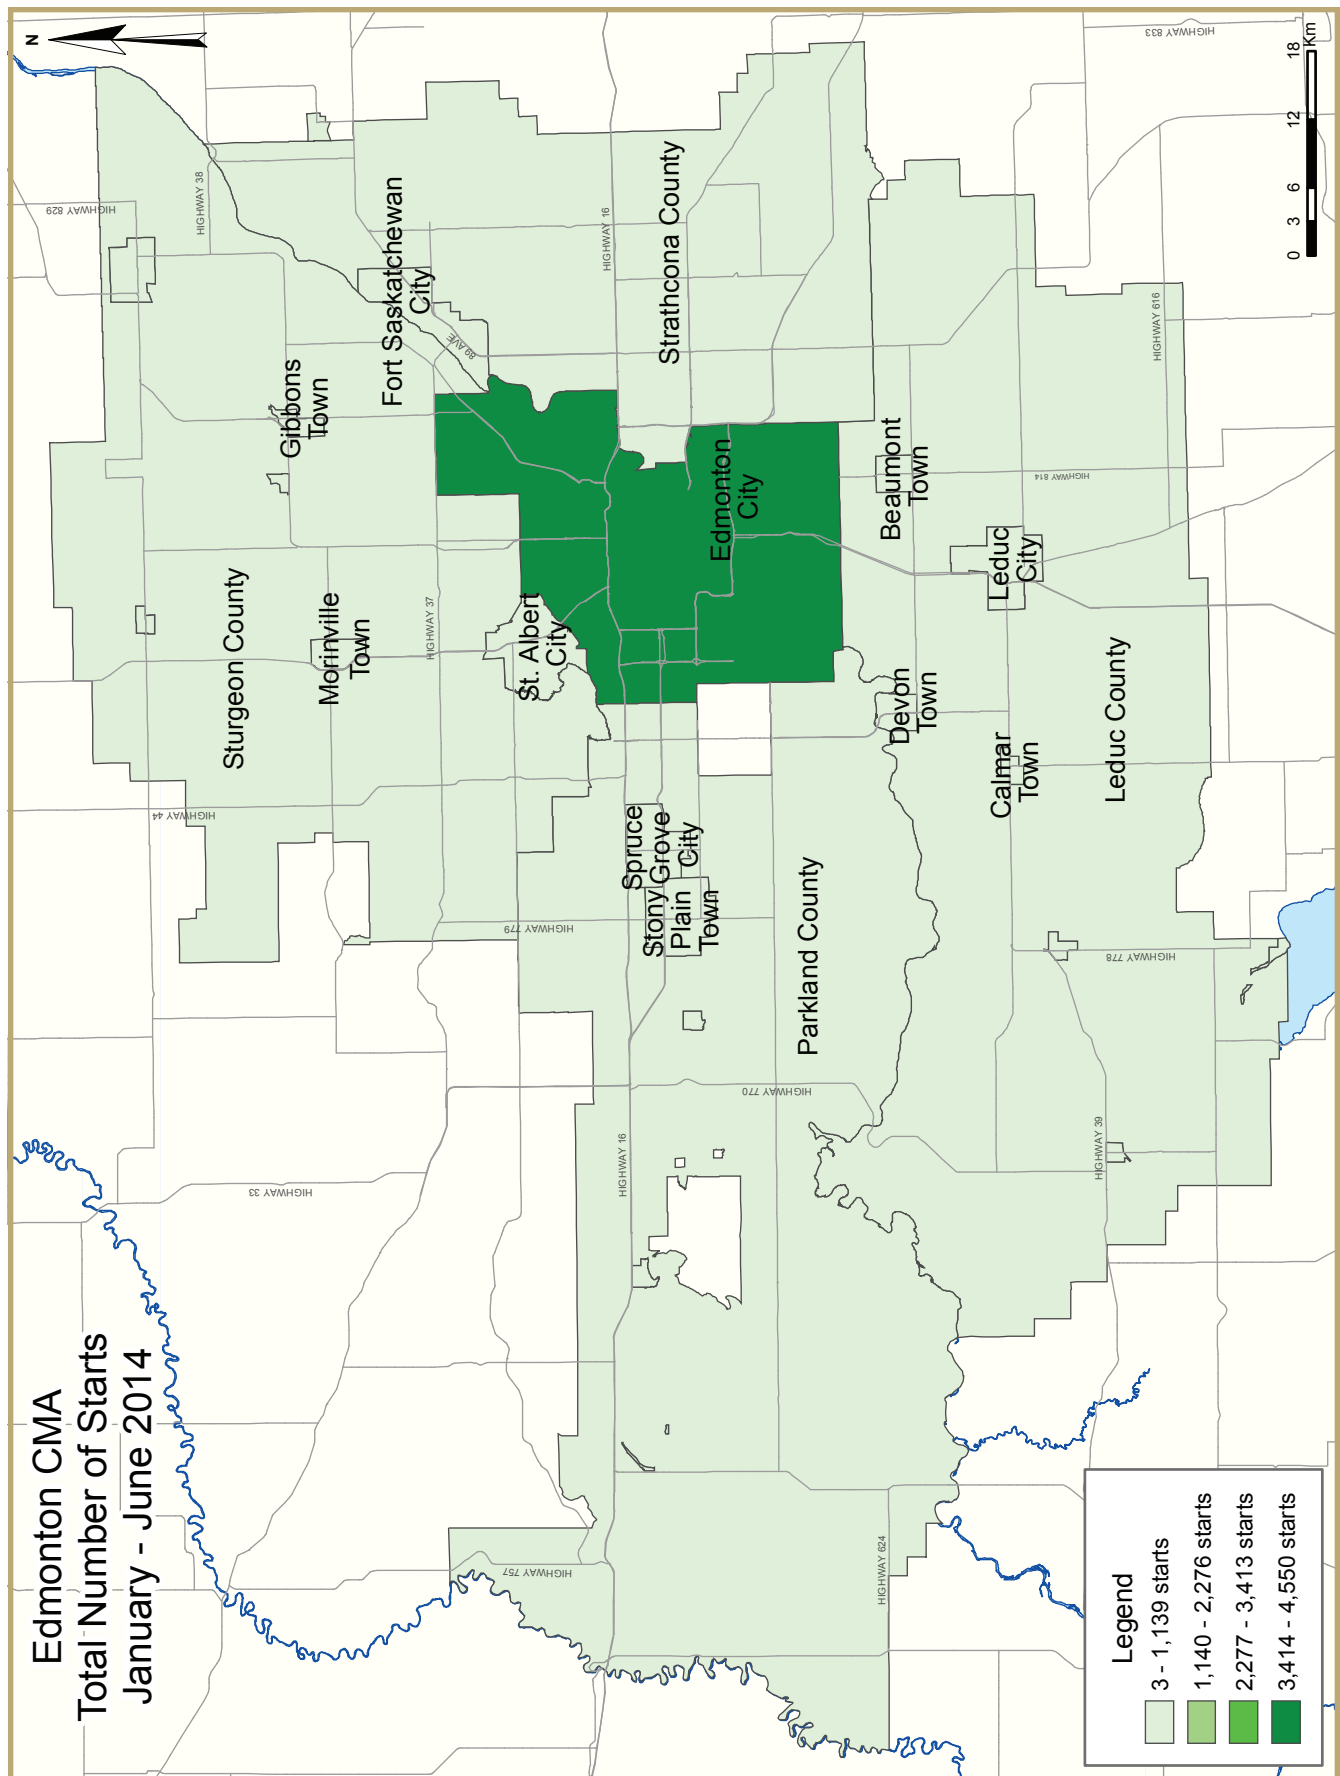 Edmonton CMA
Total Number of Starts
January - June 2014
N
HIGHWAY 829
HIGHWAY 38
HIGHWAY 833
HIGHWAY 44
HIGHWAY 33
HIGHWAY 37
HIGHWAY 779
HIGHWAY 757
HIGHWAY 16
HIGHWAY 16
HIGHWAY 770
HIGHWAY 624
HIGHWAY 39
HIGHWAY 778
HIGHWAY 814
HIGHWAY 616
89 AVE
Sturgeon County
Gibbons
Town
Morinville
Town
Fort Saskatchewan
City
St. Albert
City
Strathcona County
Edmonton
City
Spruce
Grove
City
Stony
Plain
Town
Parkland County
Beaumont
Town
Devon
Town
Leduc
City
Calmar
Town
Leduc County
Legend
3 - 1,139 starts
1,140 - 2,276 starts
2,277 - 3,413 starts
3,414 - 4,550 starts
0 3 6 12 18
Km